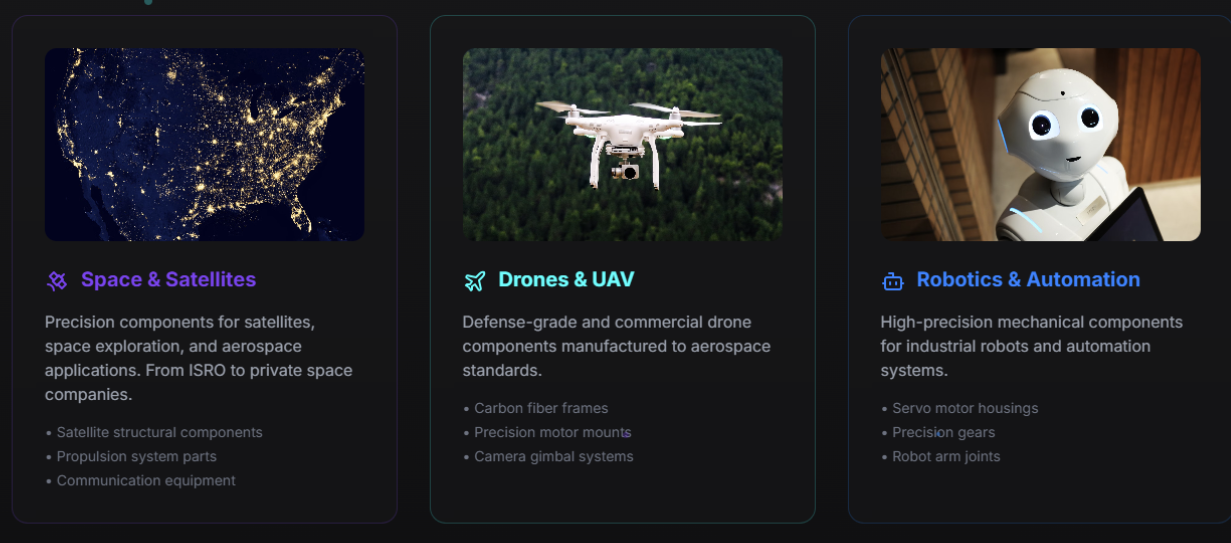 Space & Satellites
Precision components for satellites,
space exploration, and aerospace
applications. From ISRO to private space
companies.
• Satellite structural components
• Propulsion system parts
• Communication equipment
Drones & UAV
Defense-grade and commercial drone
components manufactured to aerospace
standards.
• Carbon fiber frames
• Precision motor mounts
• Camera gimbal systems
Robotics & Automation
High-precision mechanical components
for industrial robots and automation
systems.
• Servo motor housings
• Precision gears
• Robot arm joints